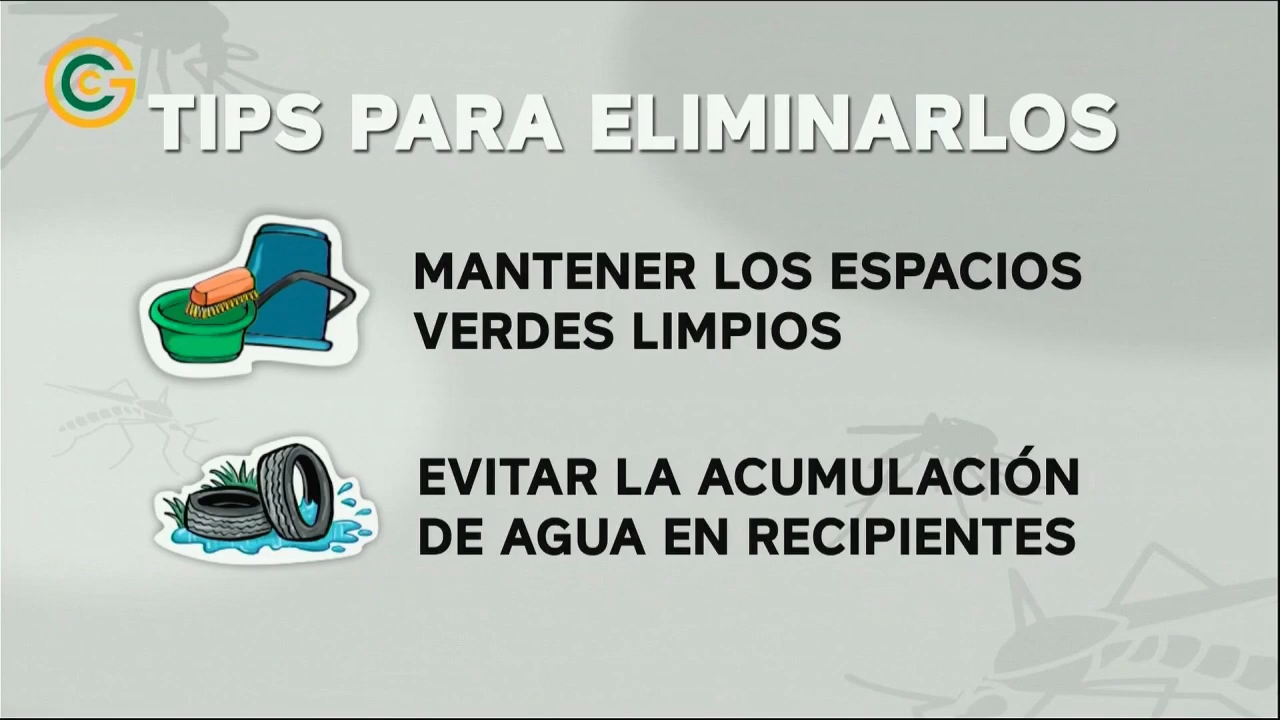 TIPS PARA ELIMINARLOS
MANTENER LOS ESPACIOS
VERDES LIMPIOS
EVITAR LA ACUMULACIÓN
DE AGUA EN RECIPIENTES